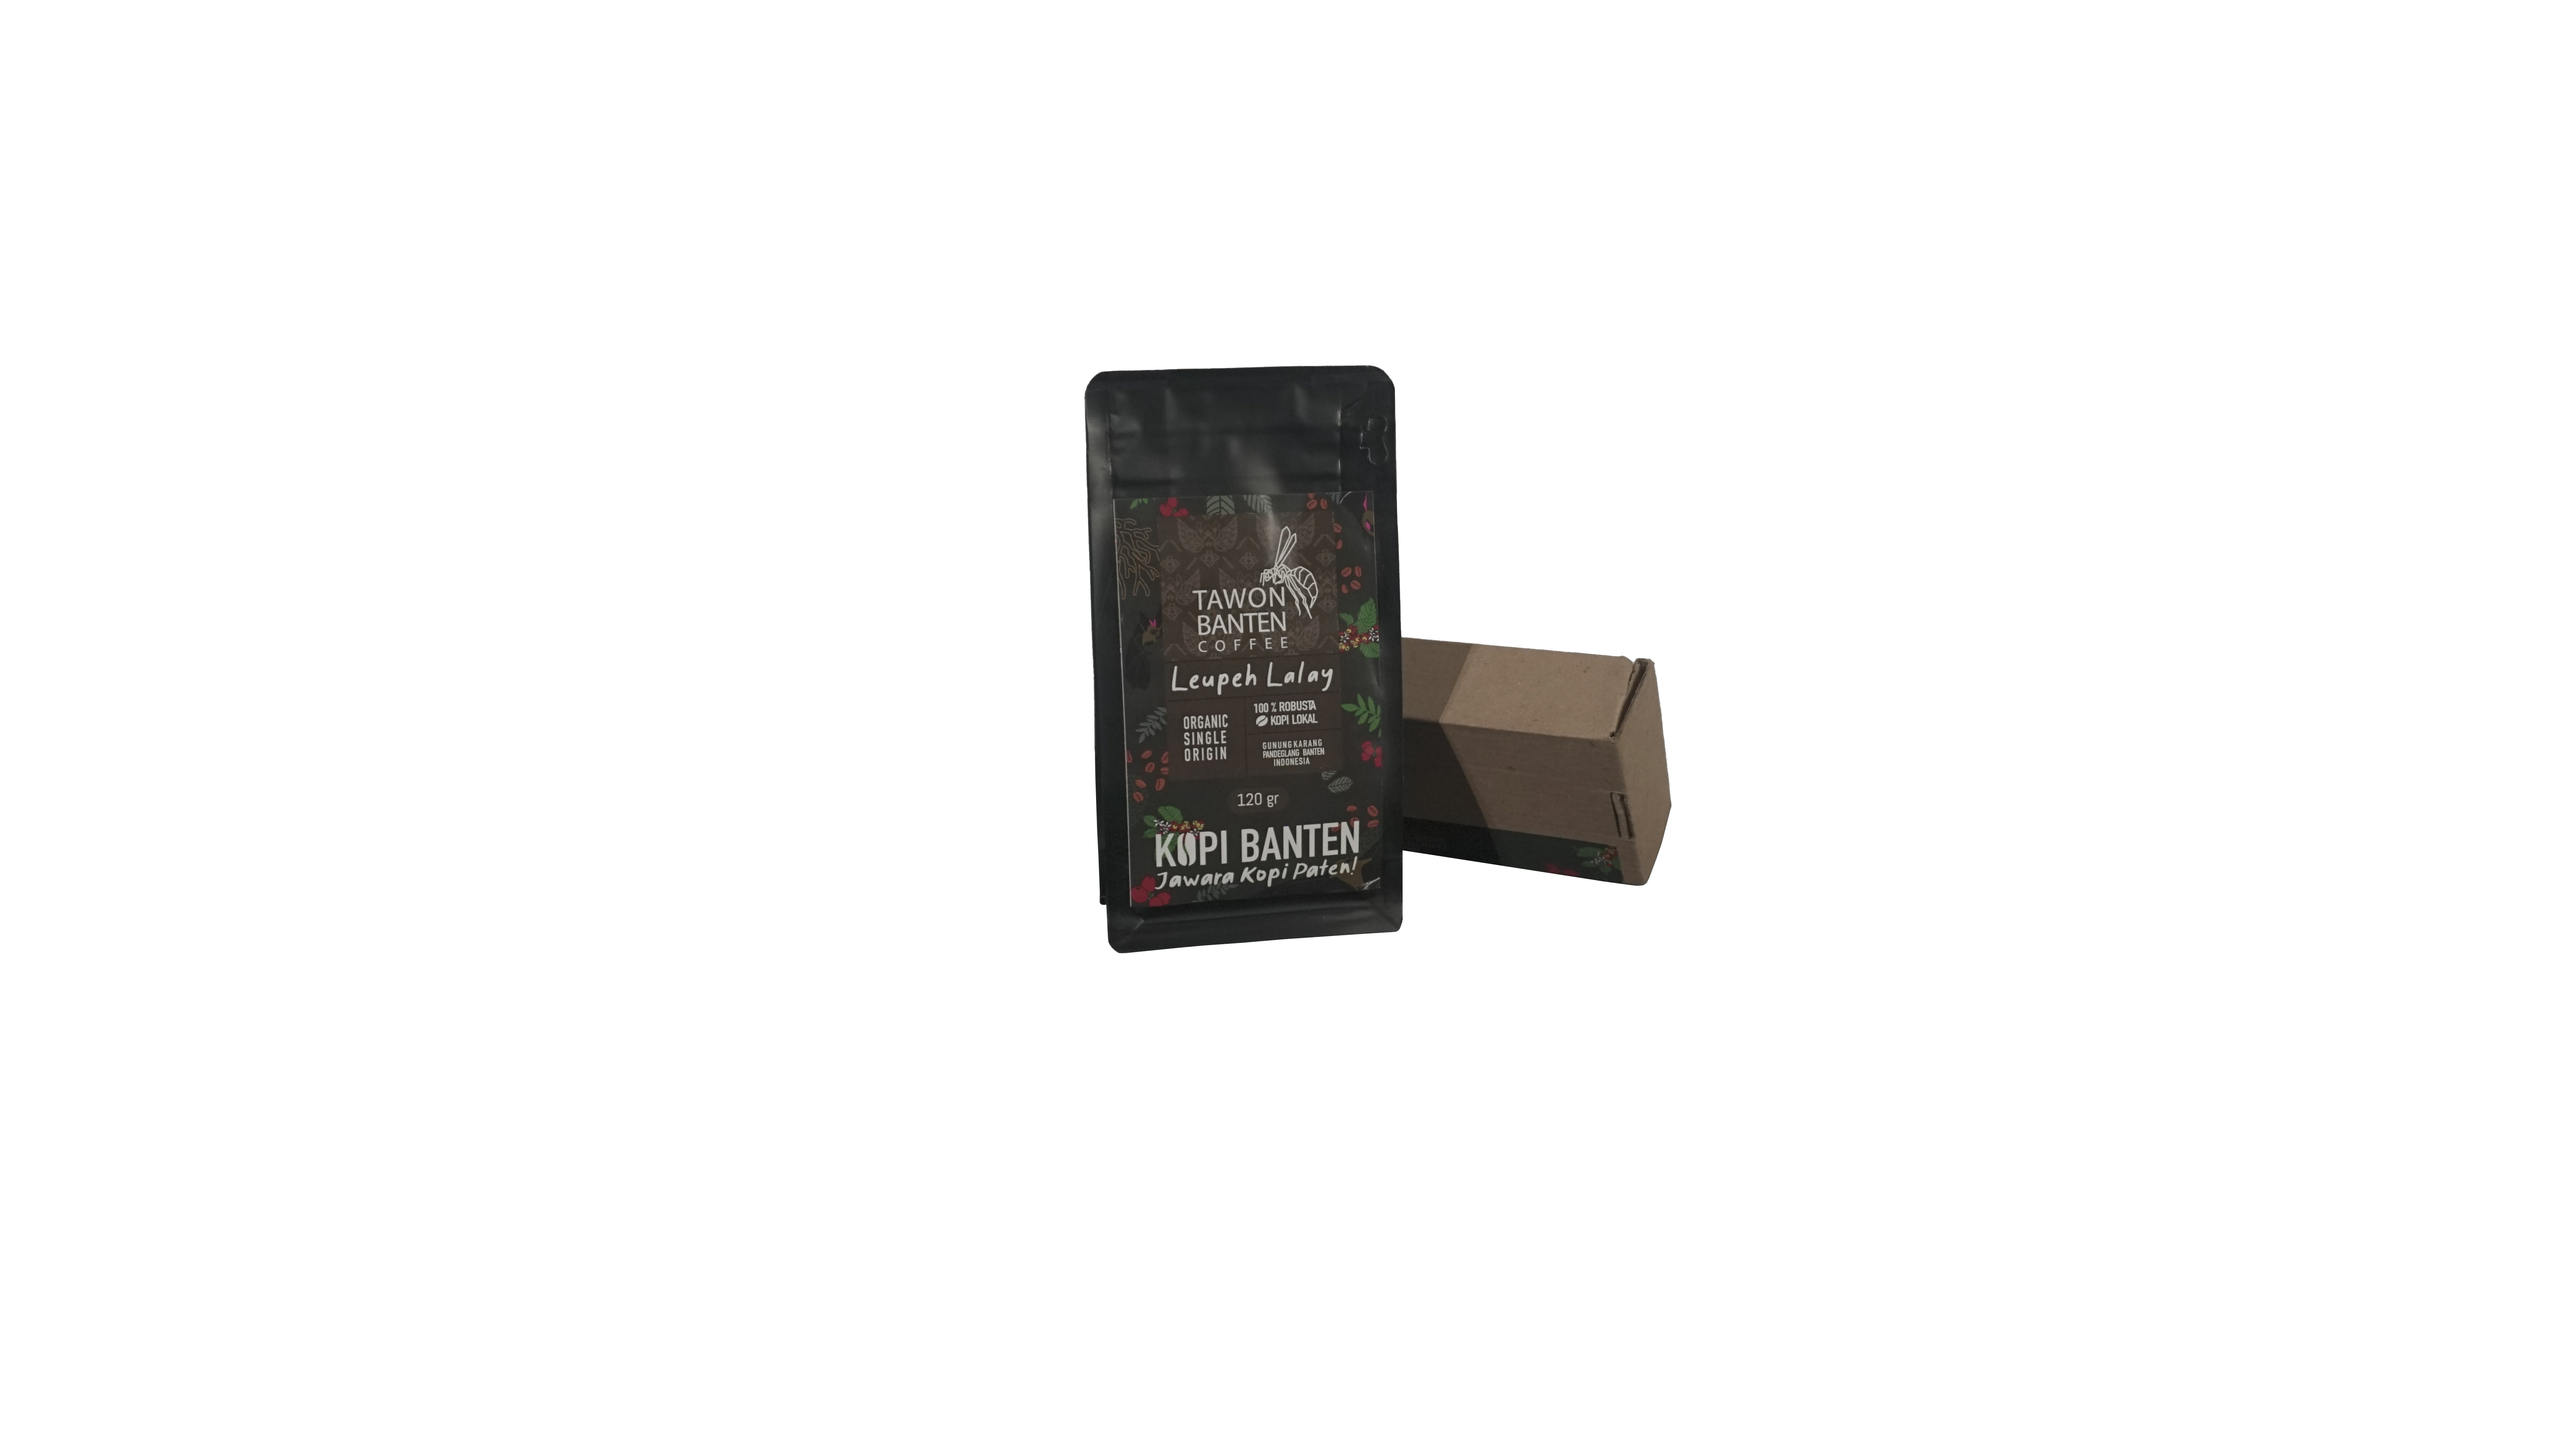 TAWON
BANTEN
COFFEE
Leupeh Lalay
ORGANIC
SINGLE
ORIGIN
100 % ROBUSTA
KOPI LOKAL
GUNUNG KARANG
PANDEGLANG BANTEN
INDONESIA
120 gr
KOPI BANTEN
Jawara Kopi Paten!